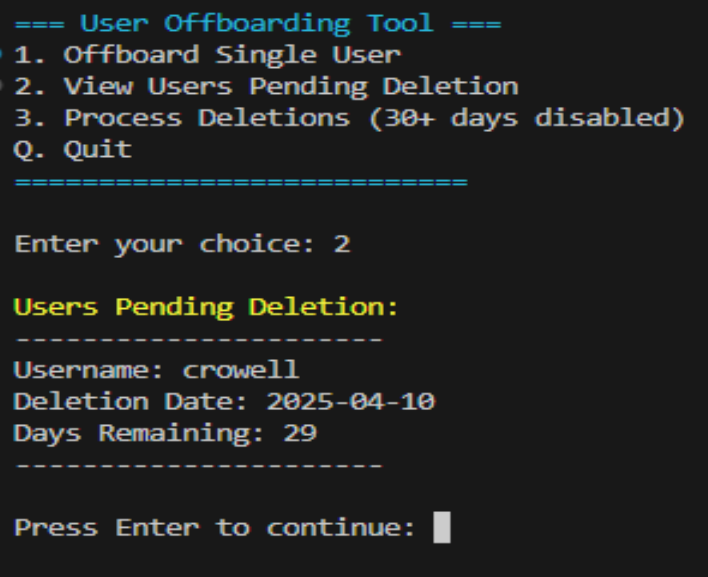 === User Offboarding Tool ===
1. Offboard Single User
2. View Users Pending Deletion
3. Process Deletions (30+ days disabled)
Q. Quit
===========================
Enter your choice: 2
Users Pending Deletion:
----------------------
Username: crowell
Deletion Date: 2025-04-10
Days Remaining: 29
----------------------
Press Enter to continue: